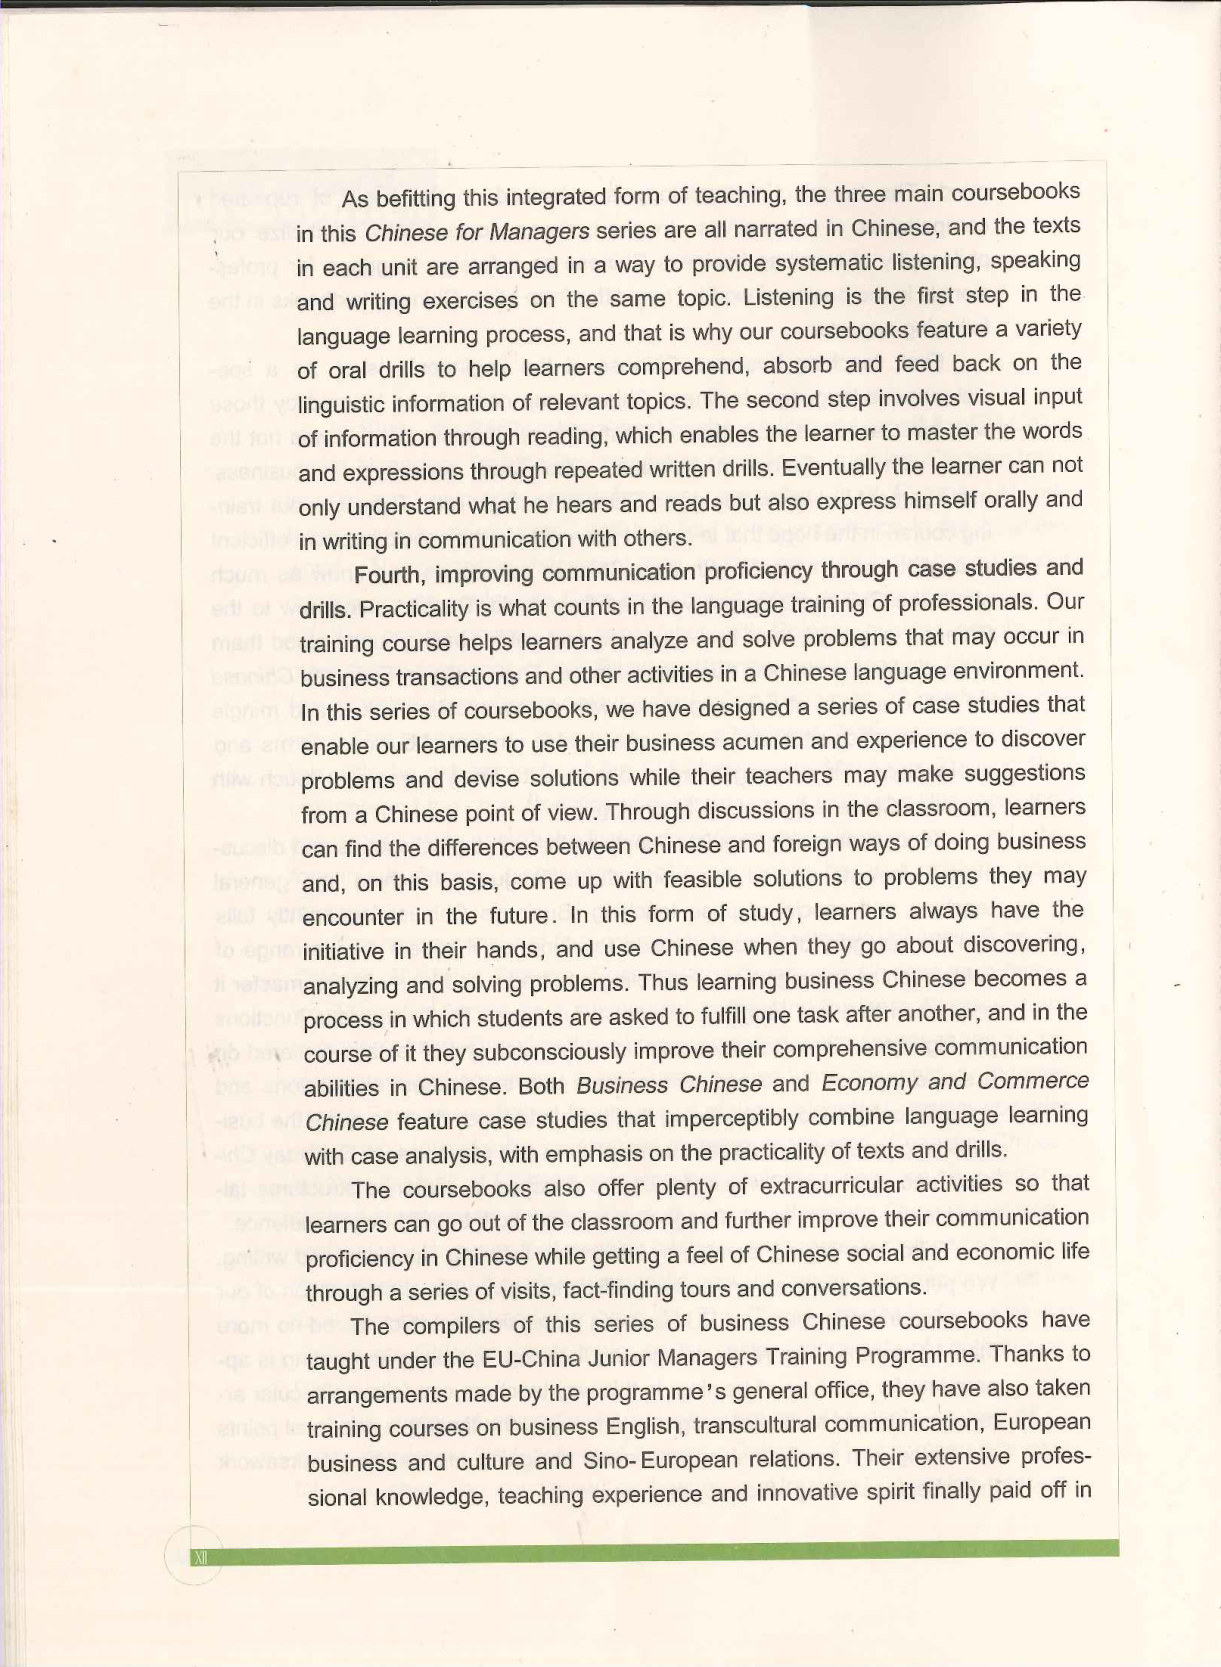 As befitting this integrated form of teaching, the three main coursebooks
in this Chinese for Managers series are all narrated in Chinese, and the texts
in each unit are arranged in a way to provide systematic listening, speaking
and writing exercises on the same topic. Listening is the first step in the
language learning process, and that is why our coursebooks feature a variety
of oral drills to help learners comprehend, absorb and feed back on the
linguistic information of relevant topics. The second step involves visual input
of information through reading, which enables the learner to master the words
and expressions through repeated written drills. Eventually the learner can not
only understand what he hears and reads but also express himself orally and
in writing in communication with others.
Fourth, improving communication proficiency through case studies and
drills. Practicality is what counts in the language training of professionals. Our
training course helps learners analyze and solve problems that may occur in
business transactions and other activities in a Chinese language environment.
In this series of coursebooks, we have designed a series of case studies that
enable our learners to use their business acumen and experience to discover
problems and devise solutions while their teachers may make suggestions
from a Chinese point of view. Through discussions in the classroom, learners
can find the differences between Chinese and foreign ways of doing business
and, on this basis, come up with feasible solutions to problems they may
encounter in the future. In this form of study, learners always have the
initiative in their hands, and use Chinese when they go about discovering,
analyzing and solving problems. Thus learning business Chinese becomes a
process in which students are asked to fulfill one task after another, and in the
course of it they subconsciously improve their comprehensive communication
abilities in Chinese. Both Business Chinese and Economy and Commerce
Chinese feature case studies that imperceptibly combine language learning
with case analysis, with emphasis on the practicality of texts and drills.
The coursebooks also offer plenty of extracurricular activities so that
learners can go out of the classroom and further improve their communication
proficiency in Chinese while getting a feel of Chinese social and economic life
through a series of visits, fact-finding tours and conversations.
The compilers of this series of business Chinese coursebooks have
taught under the EU-China Junior Managers Training Programme. Thanks to
arrangements made by the programme's general office, they have also taken
training courses on business English, transcultural communication, European
business and culture and Sino-European relations. Their extensive profes-
sional knowledge, teaching experience and innovative spirit finally paid off in
XII